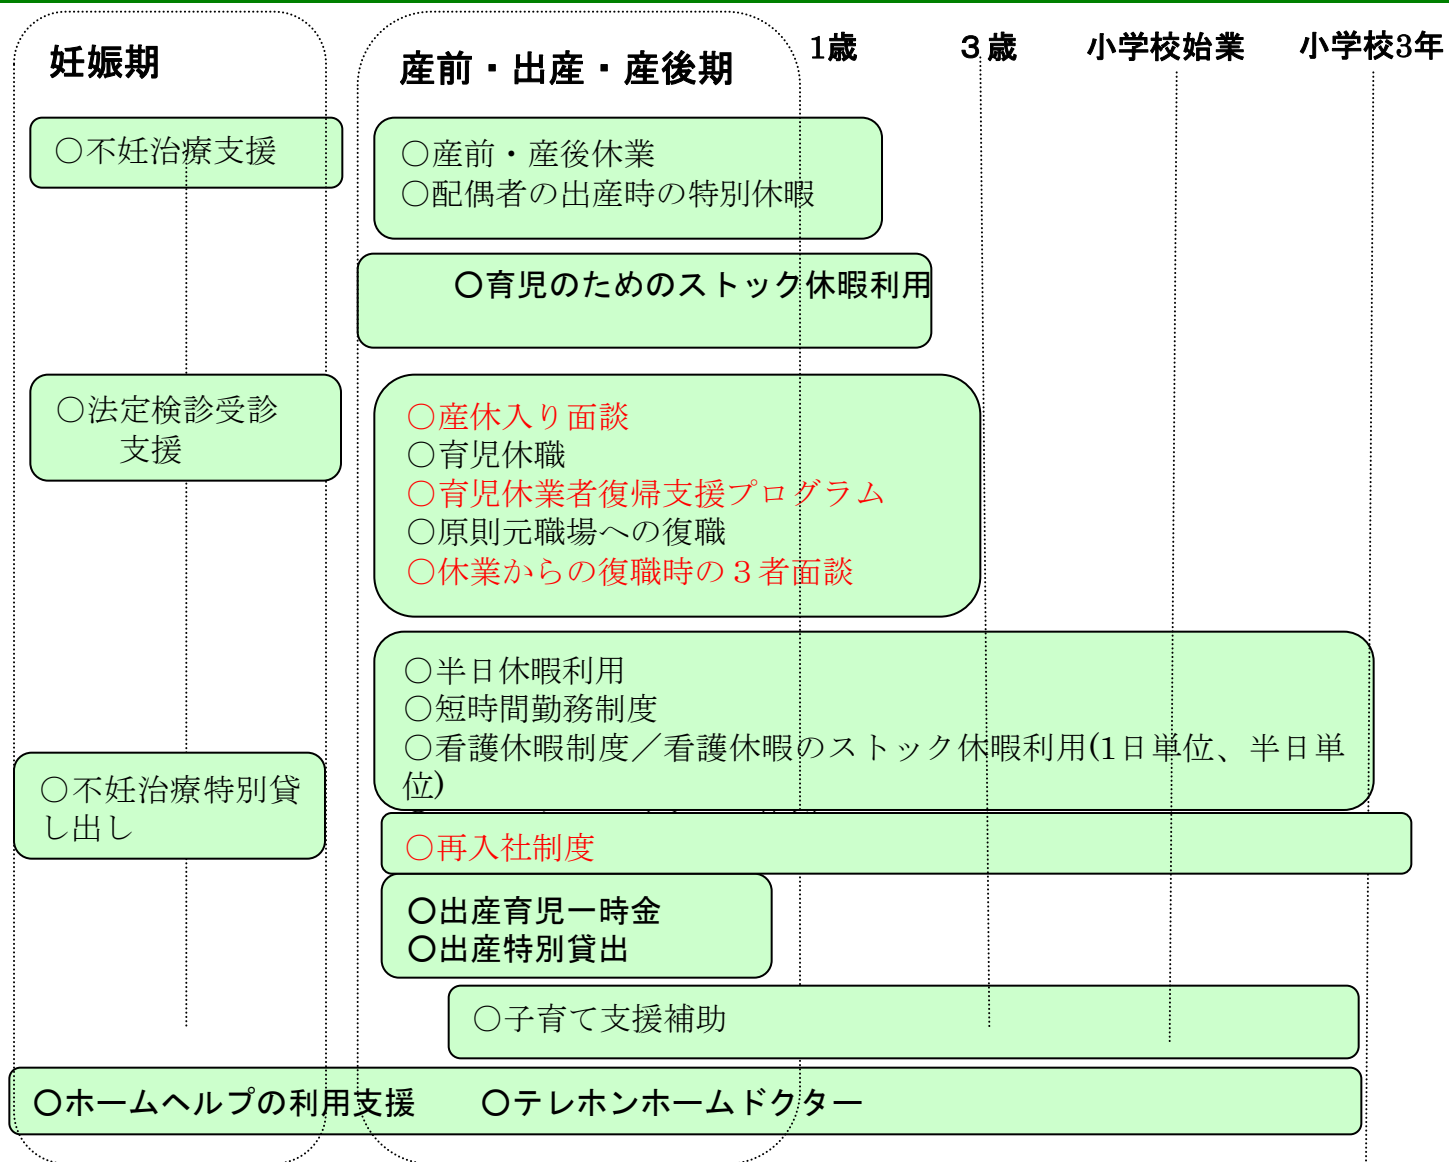 妊娠期
産前・出産・産後期
1歳
３歳
小学校始業
小学校3年
○不妊治療支援
○産前・産後休業
○配偶者の出産時の特別休暇
○育児のためのストック休暇利用
○法定検診受診
支援
○産休入り面談
○育児休職
○育児休業者復帰支援プログラム
○原則元職場への復職
○休業からの復職時の３者面談
○半日休暇利用
○短時間勤務制度
○看護休暇制度／看護休暇のストック休暇利用(1日単位、半日単
位)
○不妊治療特別貸
し出し
○再入社制度
○出産育児一時金
○出産特別貸出
○子育て支援補助
○ホームヘルプの利用支援　○テレホンホームドクター